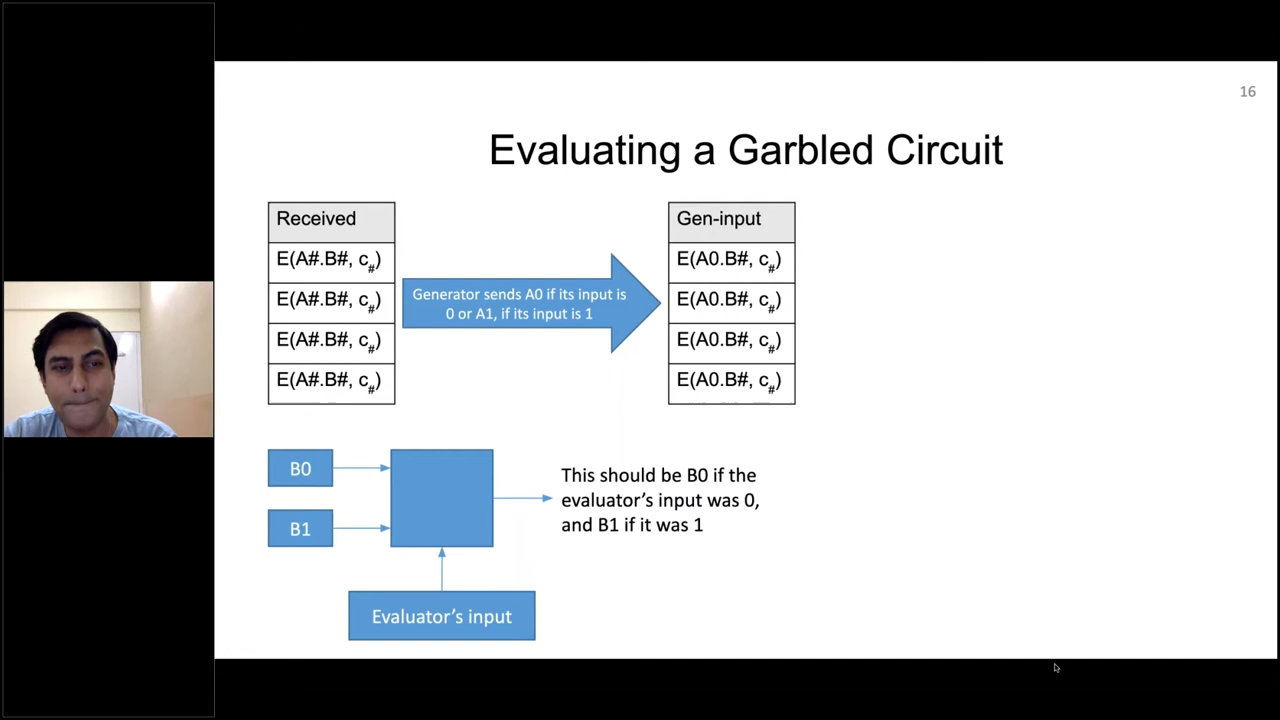 16
Evaluating a Garbled Circuit
Received
E(A#.B#, c#)
E(A#.B#, c#)
E(A#.B#, c#)
E(A#.B#, c#)
Generator sends A0 if its input is
0 or A1, if its input is 1
Gen-input
E(A0.B#, c#)
E(A0.B#, c#)
E(A0.B#, c#)
E(A0.B#, c#)
B0
B1
This should be B0 if the
evaluator’s input was 0,
and B1 if it was 1
Evaluator’s input